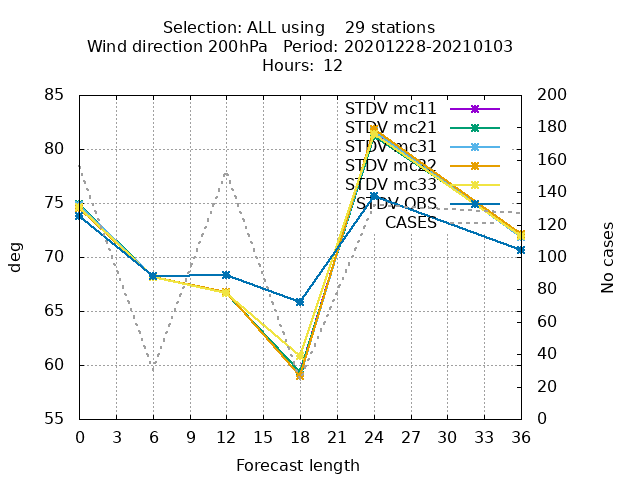 Selection: ALL using    29 stations
Wind direction 200hPa   Period: 20201228-20210103
Hours:  12
STDV mc11
STDV mc21
STDV mc31
STDV mc22
STDV mc33
STDV OBS
CASES
deg
No cases
85
80
75
70
65
60
55
200
180
160
140
120
100
80
60
40
20
0
0 3 6 9 12 15 18 21 24 27 30 33 36
Forecast length